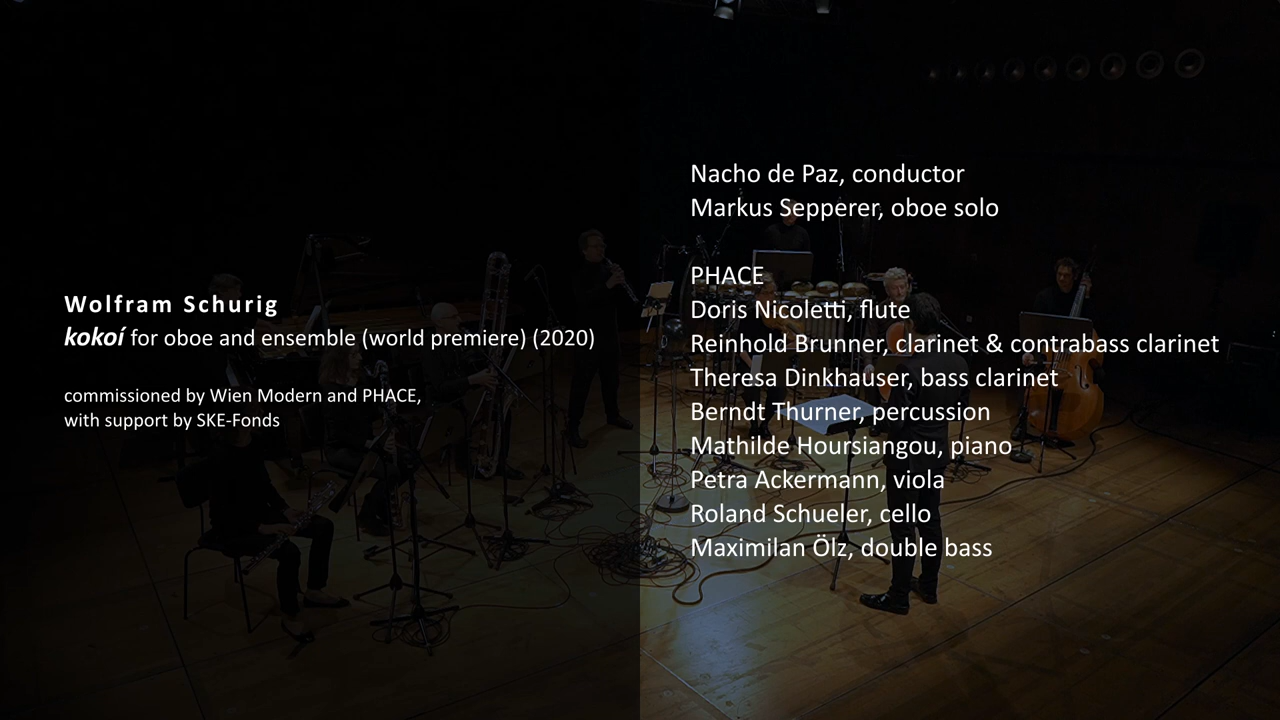 Wolfram Schurig
kokoí for oboe and ensemble (world premiere) (2020)
commissioned by Wien Modern and PHACE,
with support by SKE-Fonds
Nacho de Paz, conductor
Markus Sepperer, oboe solo
PHACE
Doris Nicoletti, flute
Reinhold Brunner, clarinet & contrabass clarinet
Theresa Dinkhauser, bass clarinet
Berndt Thurner, percussion
Mathilde Hoursiangou, piano
Petra Ackermann, viola
Roland Schueler, cello
Maximilan Ölz, double bass